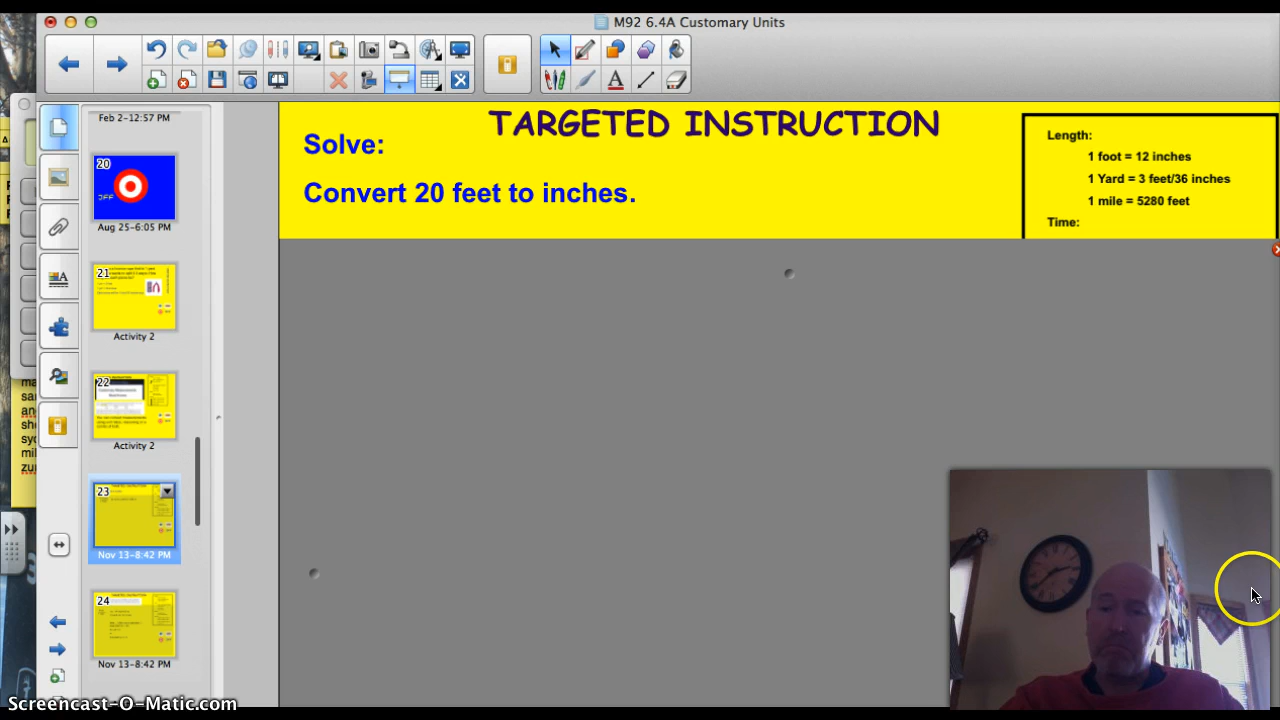 M92 6.4A Customary Units
TARGETED INSTRUCTION
Solve:
Convert 20 feet to inches.
Length:
1 foot = 12 inches
1 Yard = 3 feet/36 inches
1 mile = 5280 feet
Time:
Feb 2-12:57 PM
20
OFF
Aug 25-6:05 PM
21
Activity 2
22
Activity 2
23
Nov 13-8:42 PM
24
Nov 13-8:42 PM
Screencast-O-Matic.com